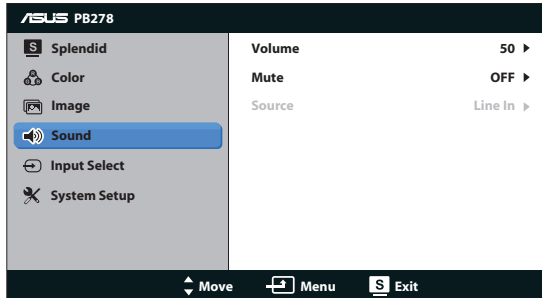 ASUS PB278
S Splendid
Color
Image
Sound
Input Select
System Setup
Volume 50
Mute OFF
Source Line In
Move Menu S Exit